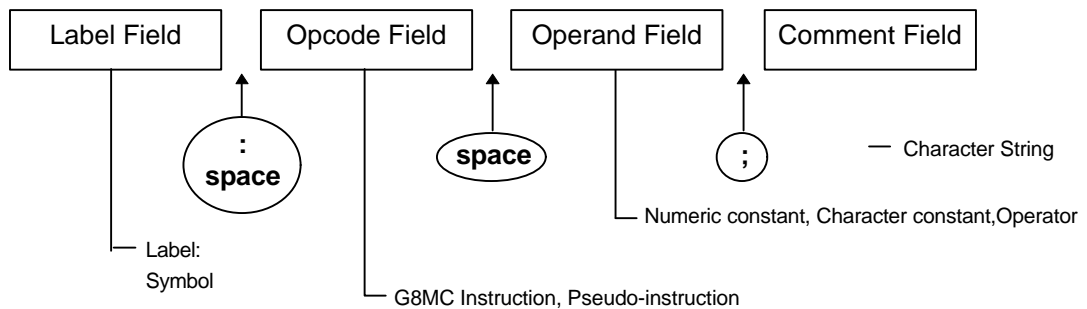 Label Field
Opcode Field
Operand Field
Comment Field
:
space
space
;
Character String
Numeric constant, Character constant,Operator
Label:
Symbol
G8MC Instruction, Pseudo-instruction